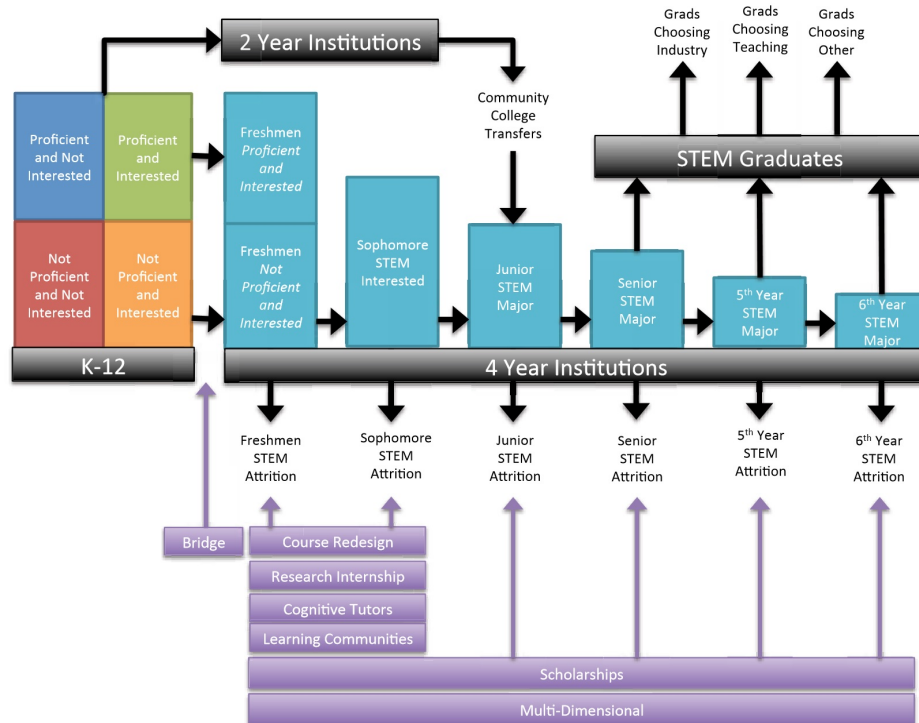 2 Year Institutions
Grads
Choosing
Industry
Grads
Choosing
Teaching
Grads
Choosing
Other
Community
College
Transfers
STEM Graduates
Proficient
and Not
Interested
Proficient
and
Interested
Not
Proficient
and Not
Interested
Not
Proficient
and
Interested
K-12
Freshmen
Proficient
and
Interested
Freshmen
Not
Proficient
and
Interested
Sophomore
STEM
Interested
Junior
STEM
Major
Senior
STEM
Major
5th Year
STEM
Major
6th Year
STEM
Major
4 Year Institutions
Freshmen
STEM
Attrition
Sophomore
STEM
Attrition
Junior
STEM
Attrition
Senior
STEM
Attrition
5th Year
STEM
Attrition
6th Year
STEM
Attrition
Bridge
Course Redesign
Research Internship
Cognitive Tutors
Learning Communities
Scholarships
Multi-Dimensional